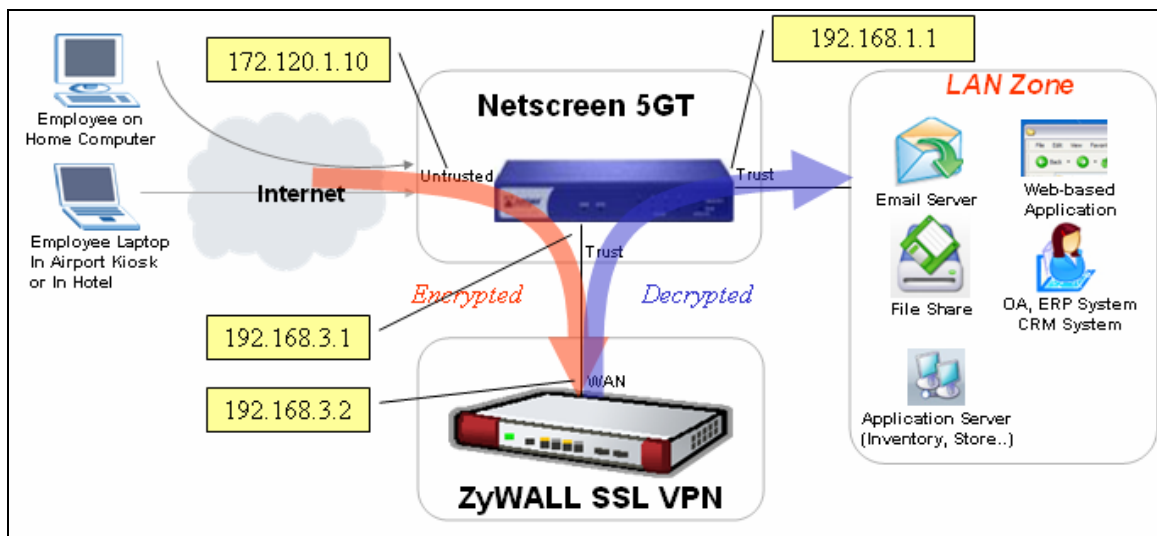 172.120.1.10
192.168.1.1
Netscreen 5GT
LAN Zone
Employee on
Home Computer
Internet
Untrusted
Trust
Email Server
Web-based
Application
Employee Laptop
In Airport Kiosk
or In Hotel
Trust
Encrypted
Decrypted
File Share
OA, ERP System
CRM System
192.168.3.1
192.168.3.2
WAN
Application Server
(Inventory, Store..)
ZyWALL SSL VPN